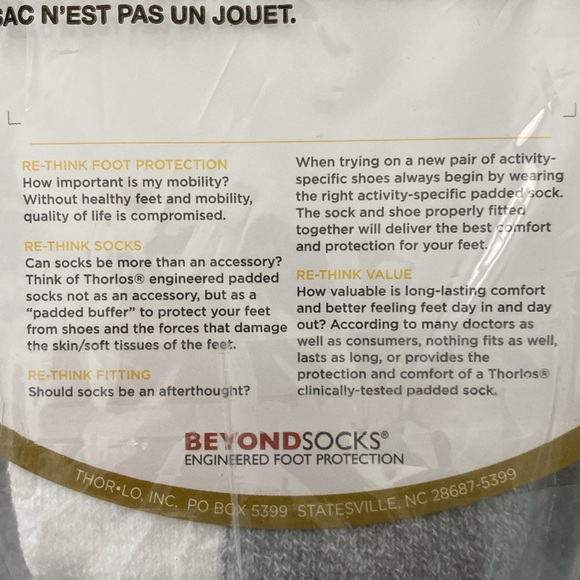 SAC N'EST PAS UN JOUET.
RE-THINK FOOT PROTECTION
How important is my mobility?
Without healthy feet and mobility,
quality of life is compromised.
RE-THINK SOCKS
Can socks be more than an accessory?
Think of Thorlos® engineered padded
socks not as an accessory, but as a
“padded buffer” to protect your feet
from shoes and the forces that damage
the skin/soft tissues of the feet.
RE-THINK FITTING
Should socks be an afterthought?
When trying on a new pair of activity-
specific shoes always begin by wearing
the right activity-specific padded sock.
The sock and shoe properly fitted
together will deliver the best comfort
and protection for your feet.
RE-THINK VALUE
How valuable is long-lasting comfort
and better feeling feet day in and day
out? According to many doctors as
well as consumers, nothing fits as well,
lasts as long, or provides the
protection and comfort of a Thorlos®
clinically-tested padded sock.
BEYONDSOCKS®
ENGINEERED FOOT PROTECTION
THOR•LO, INC. PO BOX 5399 STATESVILLE, NC 28687-5399